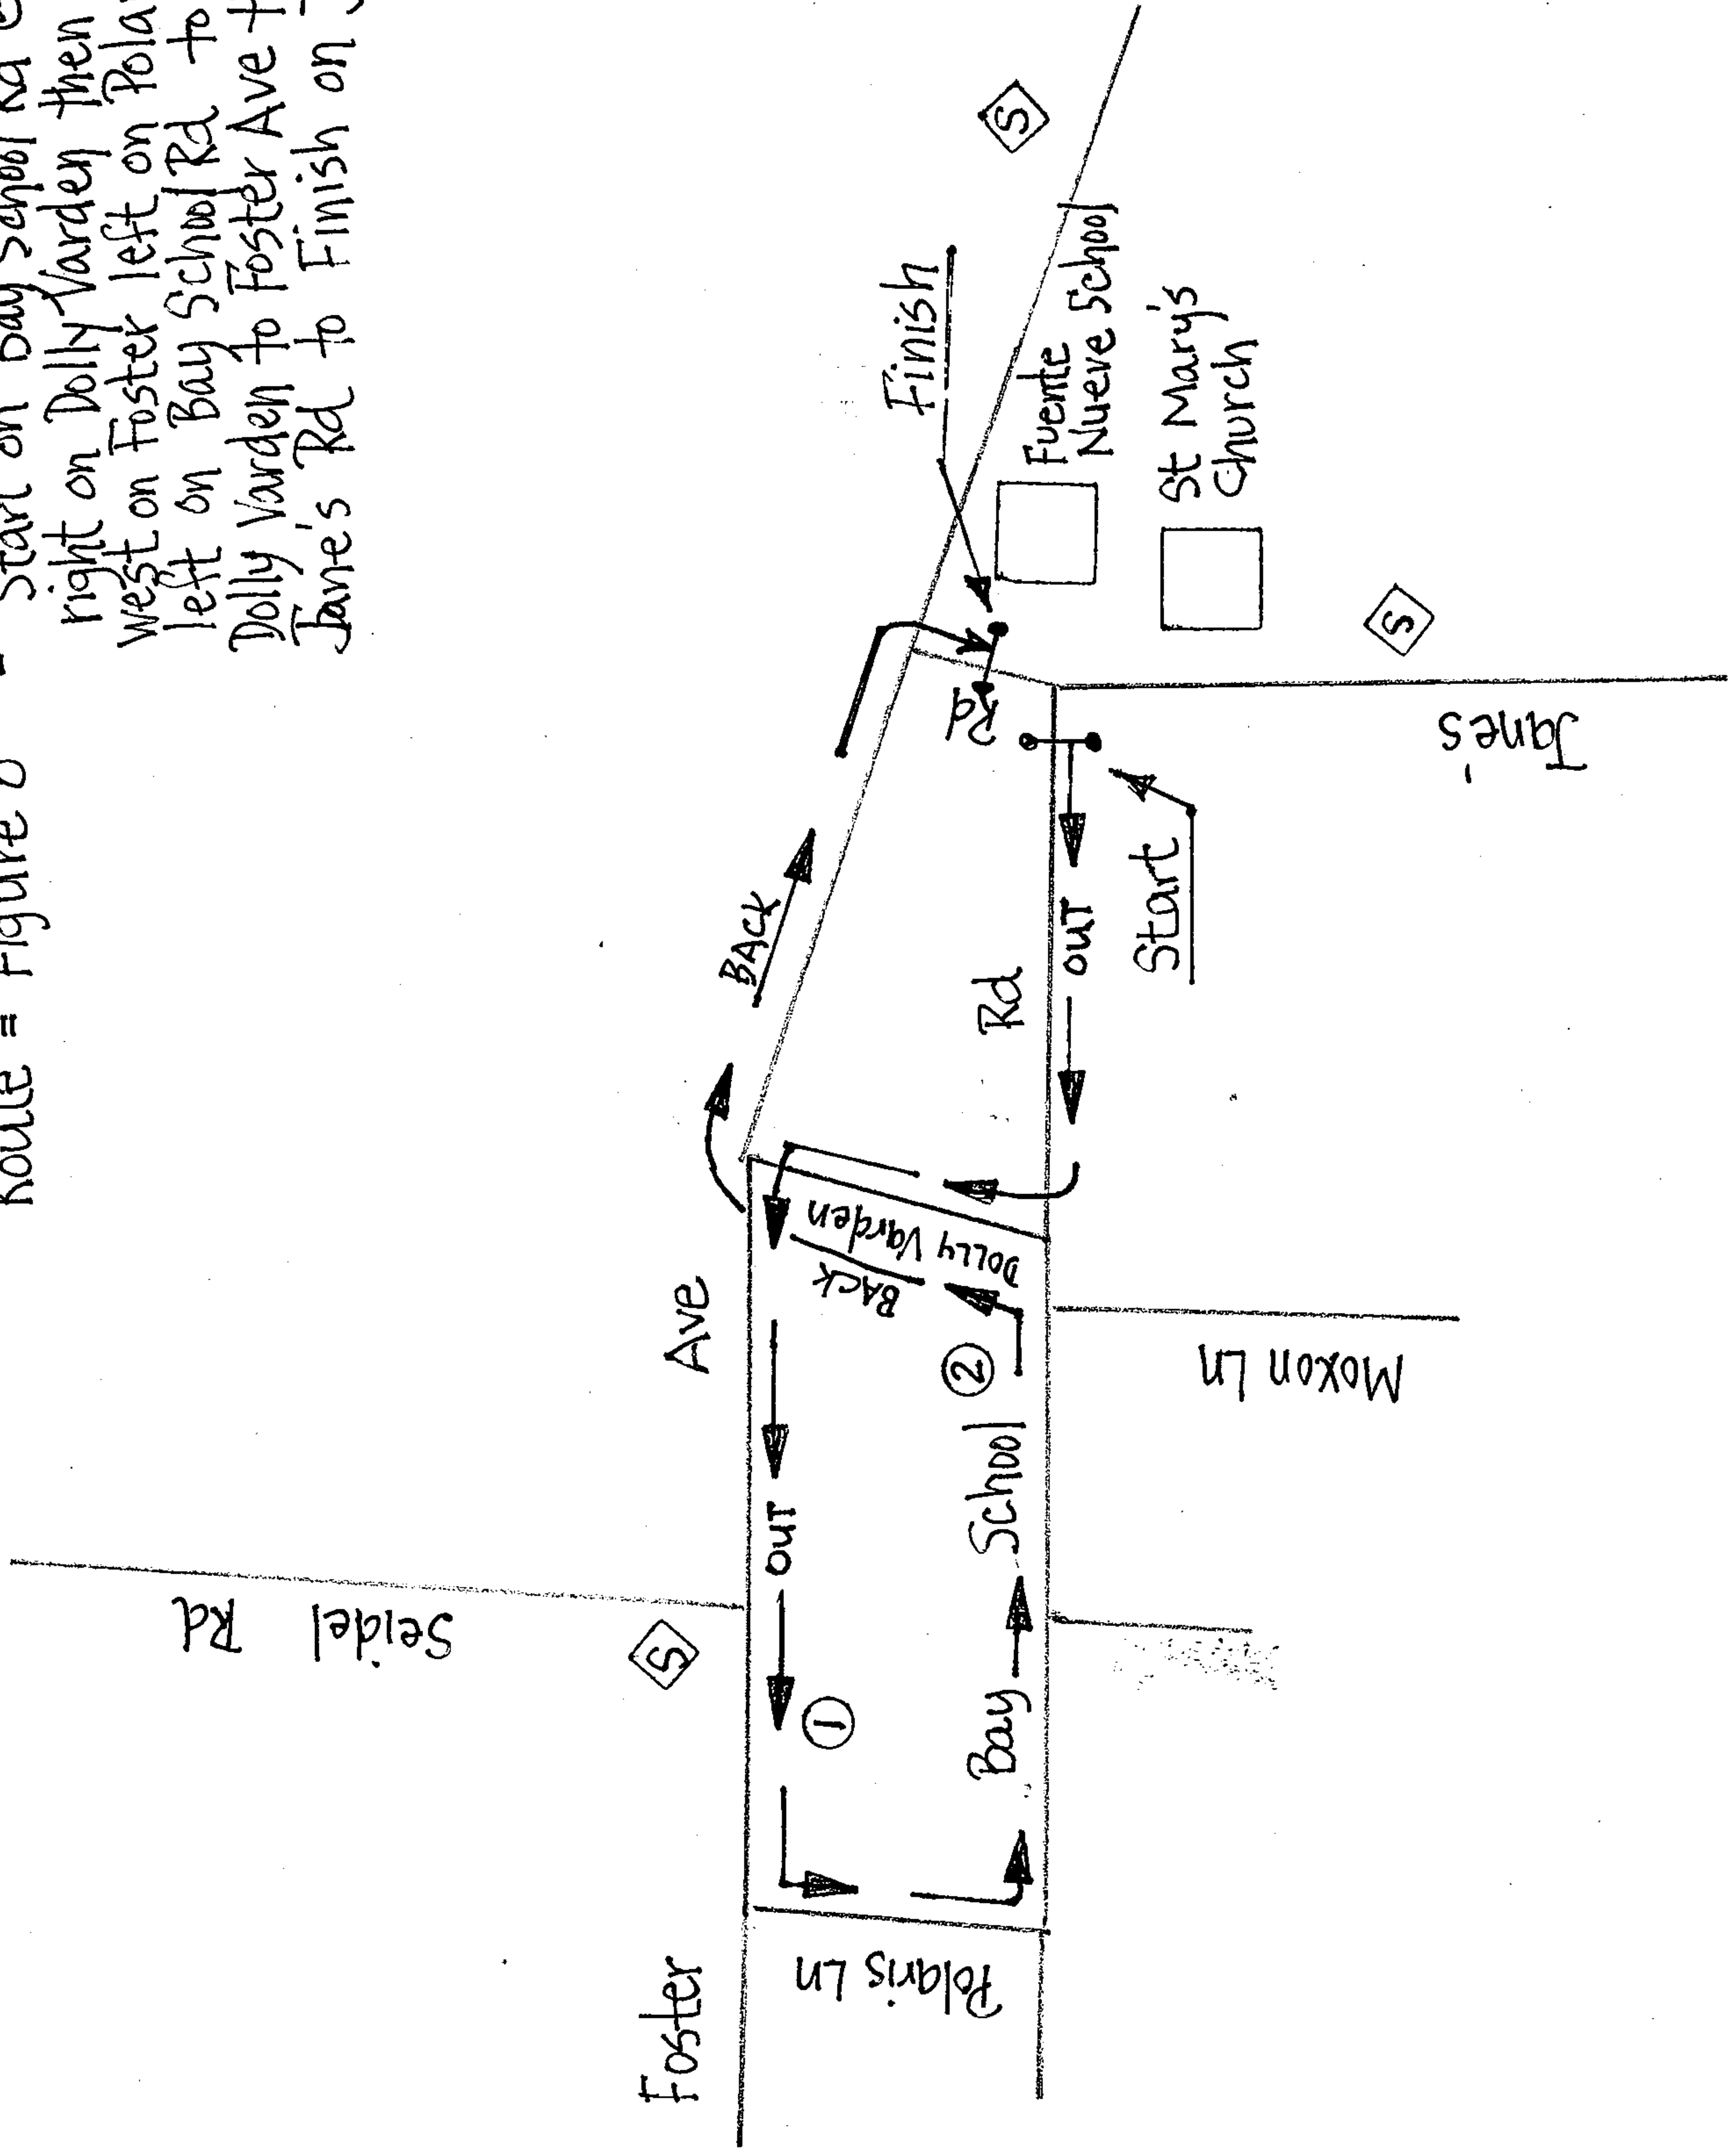 Route = Figure 8 - Start on Bay School Rd
right on Dolly Varden then
west on Foster left on
left on Bay School Rd to
Dolly Varden to Foster Ave
Jane's Rd to Finish on
Seidel Rd
Foster Ave
BACK
Finish
S
S
S
OUT
1
BACK
DOLLY Varden
Rd
Fuente
Nueve School
St Mary's
Church
Polaris Ln
2
Bay School Rd
OUT
Start
Moxon Ln
Jane's